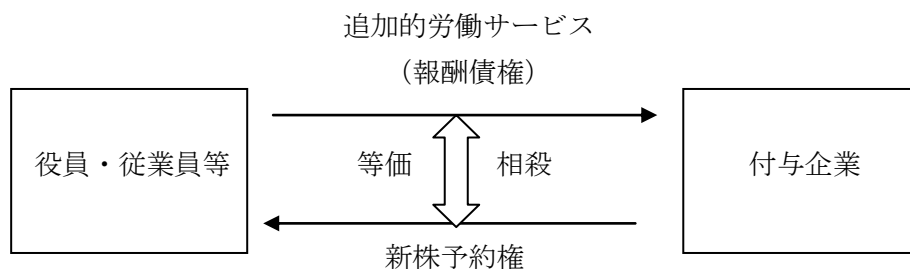 追加的労働サービス
（報酬債権）
役員・従業員等
等価
相殺
付与企業
新株予約権